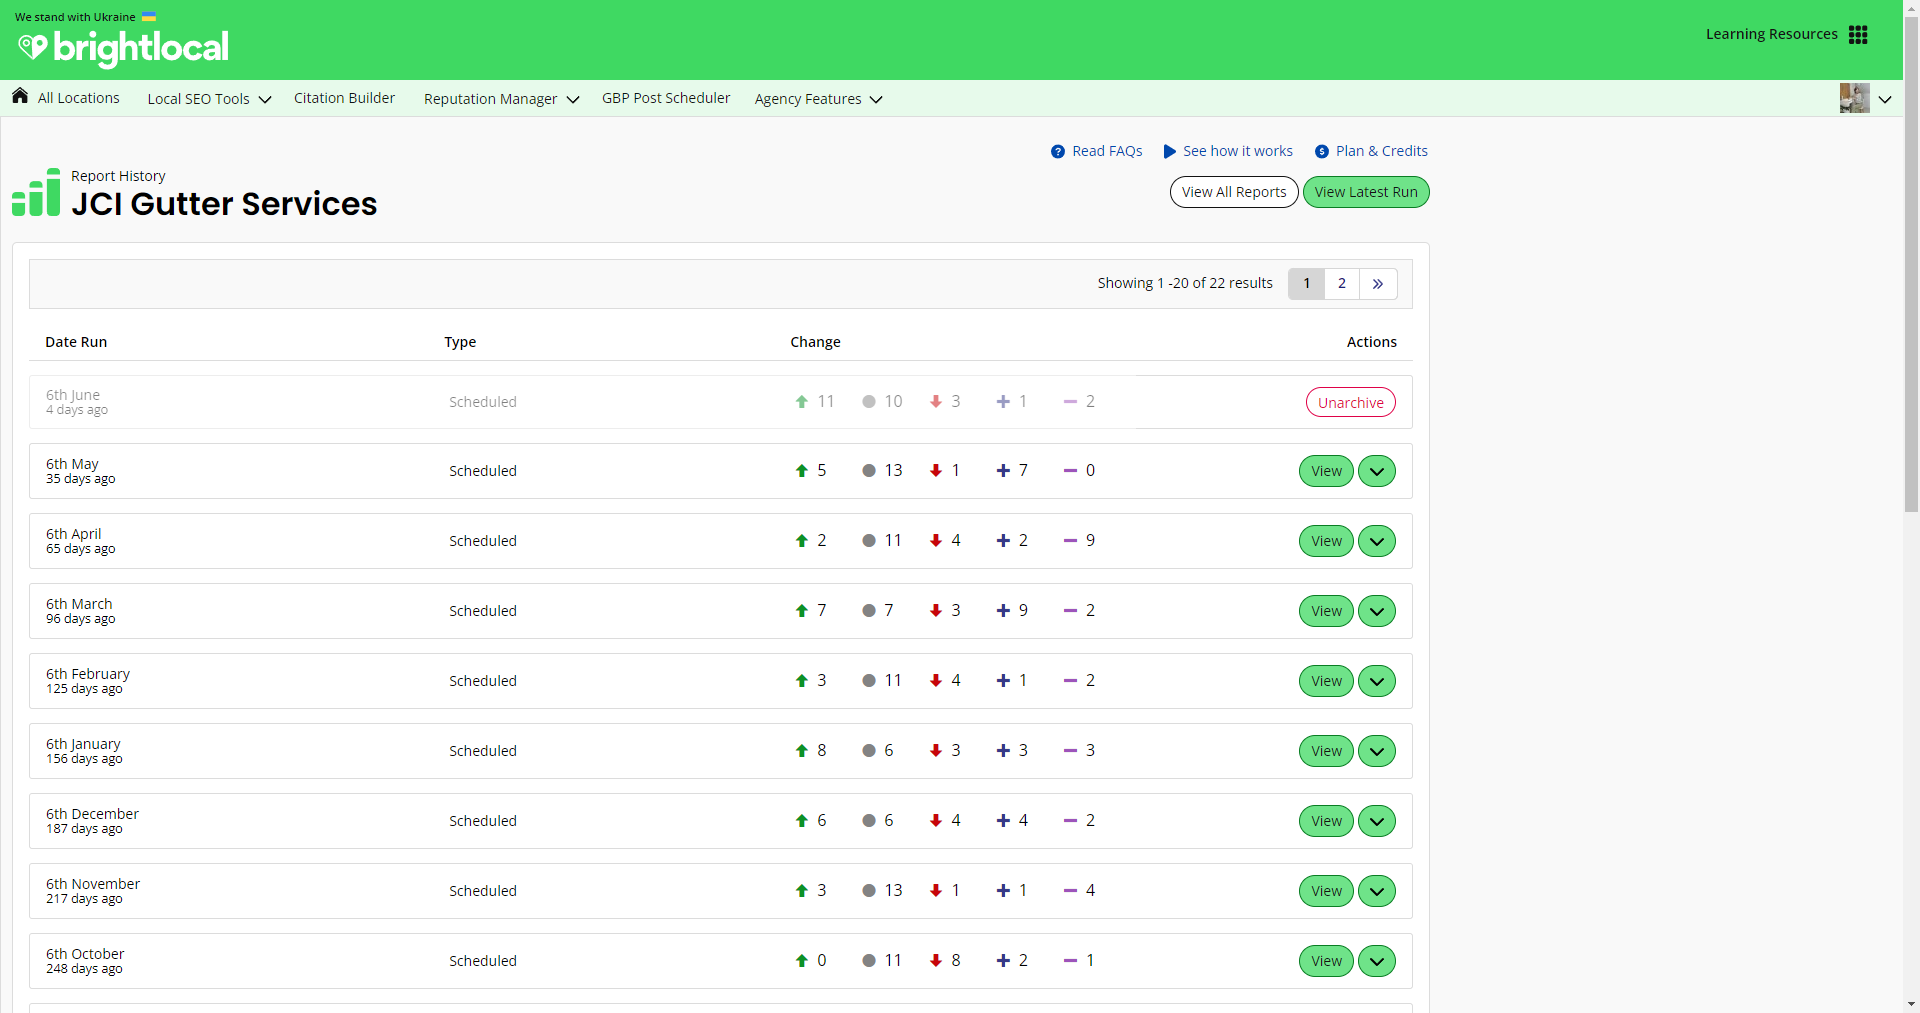 We stand with Ukraine
brightlocal
Learning Resources
All Locations Local SEO Tools Citation Builder Reputation Manager GBP Post Scheduler Agency Features
Read FAQs See how it works Plan & Credits
Report History
JCI Gutter Services
View All Reports View Latest Run
Showing 1 -20 of 22 results 1 2 »
Date Run Type Change Actions
6th June
4 days ago
Scheduled 11 10 3 1 2 Unarchive
6th May
35 days ago
Scheduled 5 13 1 7 0 View
6th April
65 days ago
Scheduled 2 11 4 2 9 View
6th March
96 days ago
Scheduled 7 7 3 9 2 View
6th February
125 days ago
Scheduled 3 11 4 1 2 View
6th January
156 days ago
Scheduled 8 6 3 3 3 View
6th December
187 days ago
Scheduled 6 6 4 4 2 View
6th November
217 days ago
Scheduled 3 13 1 1 4 View
6th October
248 days ago
Scheduled 0 11 8 2 1 View